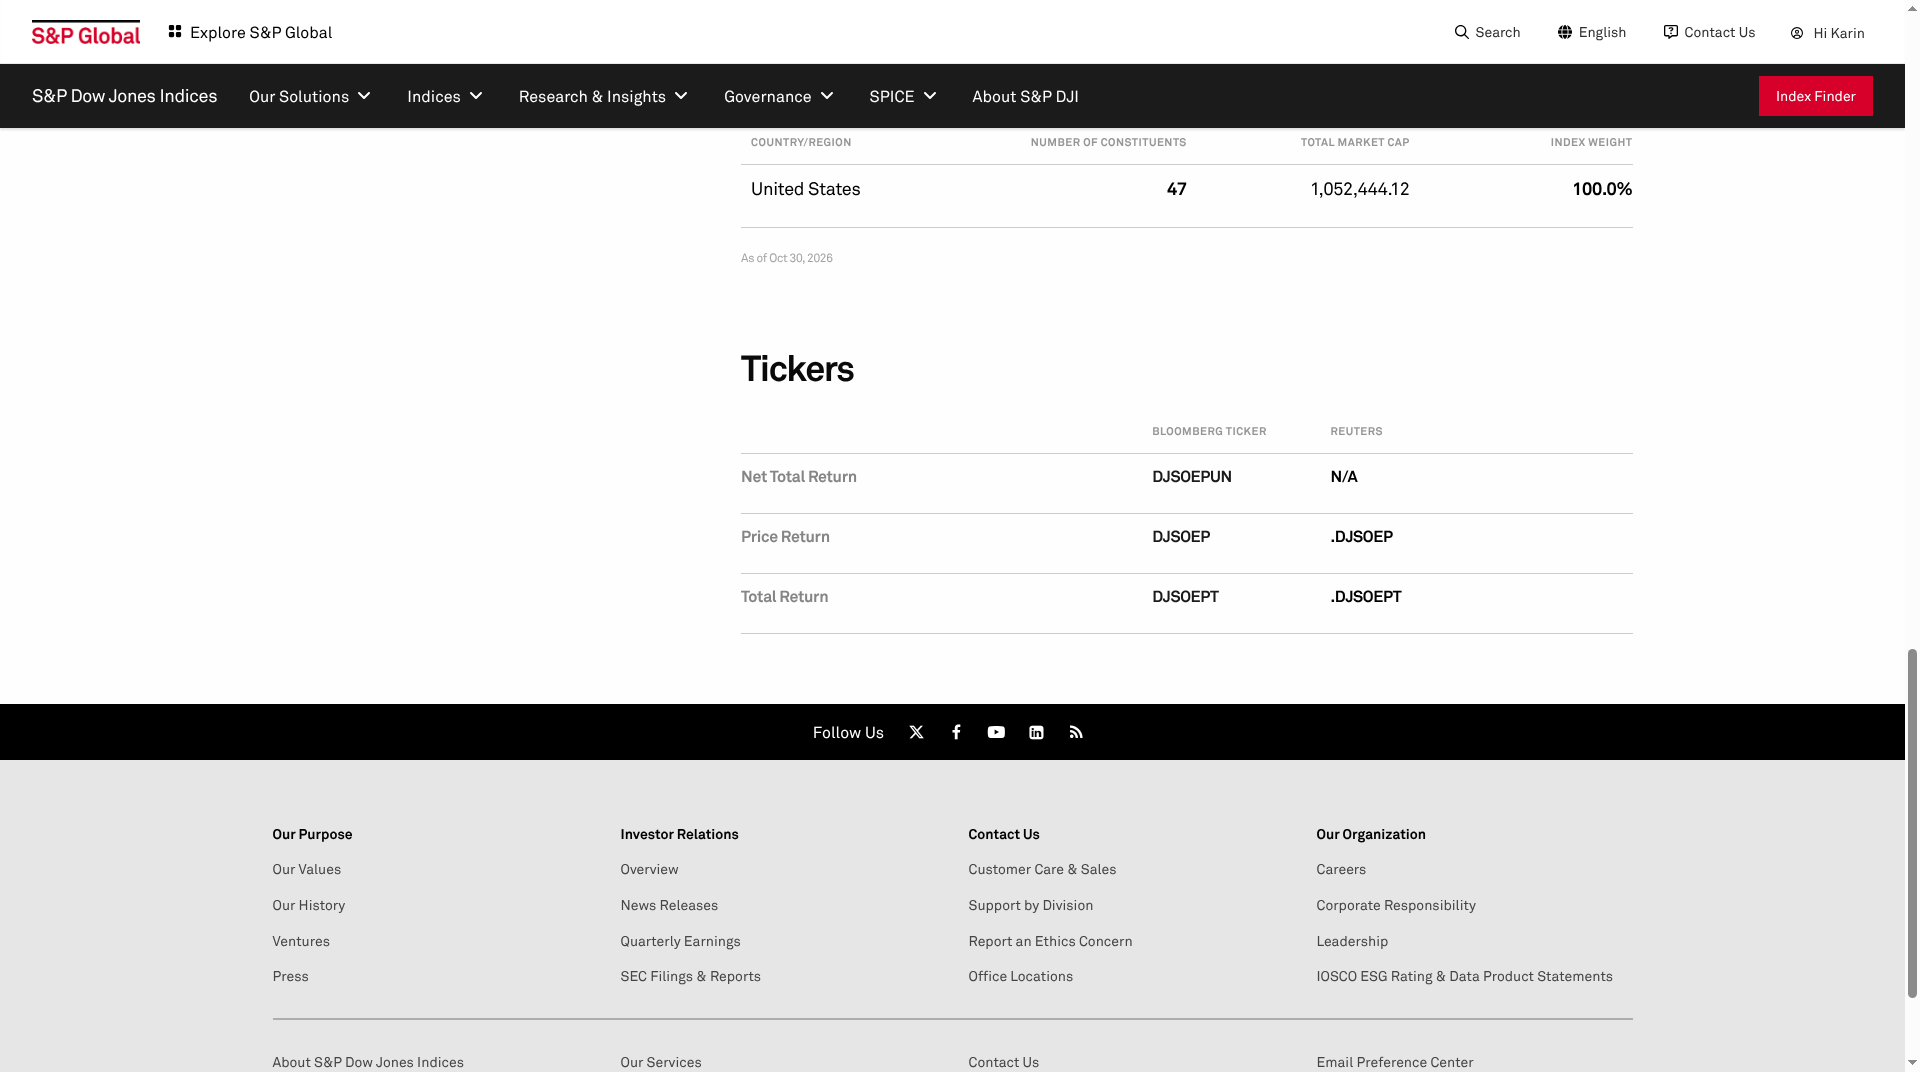 S&P Global
Explore S&P Global
Search
English
Contact Us
Hi Karin
S&P Dow Jones Indices
Our Solutions
Indices
Research & Insights
Governance
SPICE
About S&P DJI
Index Finder
COUNTRY/REGION NUMBER OF CONSTITUENTS TOTAL MARKET CAP INDEX WEIGHT
United States 47 1,052,444.12 100.0%
As of Oct 30, 2026
Tickers
BLOOMBERG TICKER REUTERS
Net Total Return DJSOEPUN N/A
Price Return DJSOEP .DJSOEP
Total Return DJSOEPT .DJSOEPT
Follow Us
Our Purpose
Our Values
Our History
Ventures
Press
Investor Relations
Overview
News Releases
Quarterly Earnings
SEC Filings & Reports
Contact Us
Customer Care & Sales
Support by Division
Report an Ethics Concern
Office Locations
Our Organization
Careers
Corporate Responsibility
Leadership
IOSCO ESG Rating & Data Product Statements
About S&P Dow Jones Indices
Our Services
Contact Us
Email Preference Center